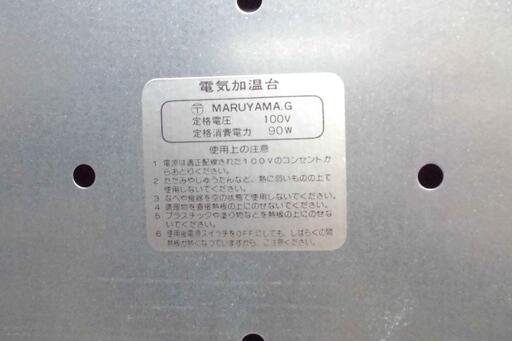 電気加温台
〒 MARUYAMA.G
定格電圧 100V
定格消費電力 90W
使用上の注意
1 電源は適正配線された100Vのコンセントか
らおとりください。
2 たたみやじゅうたんなど、熱に弱いものの上で
使用しないでください。
3 なべや食器を空の状態で使用しないでください。
4 調理物を直接熱板の上にのせないでください。
5 プラスチックや塗り物などを熱板の上にのせな
いでください。
6 使用後電源スイッチをOFFにしても、しばらくの間
熱板が熱くなっていますから、ご注意ください。